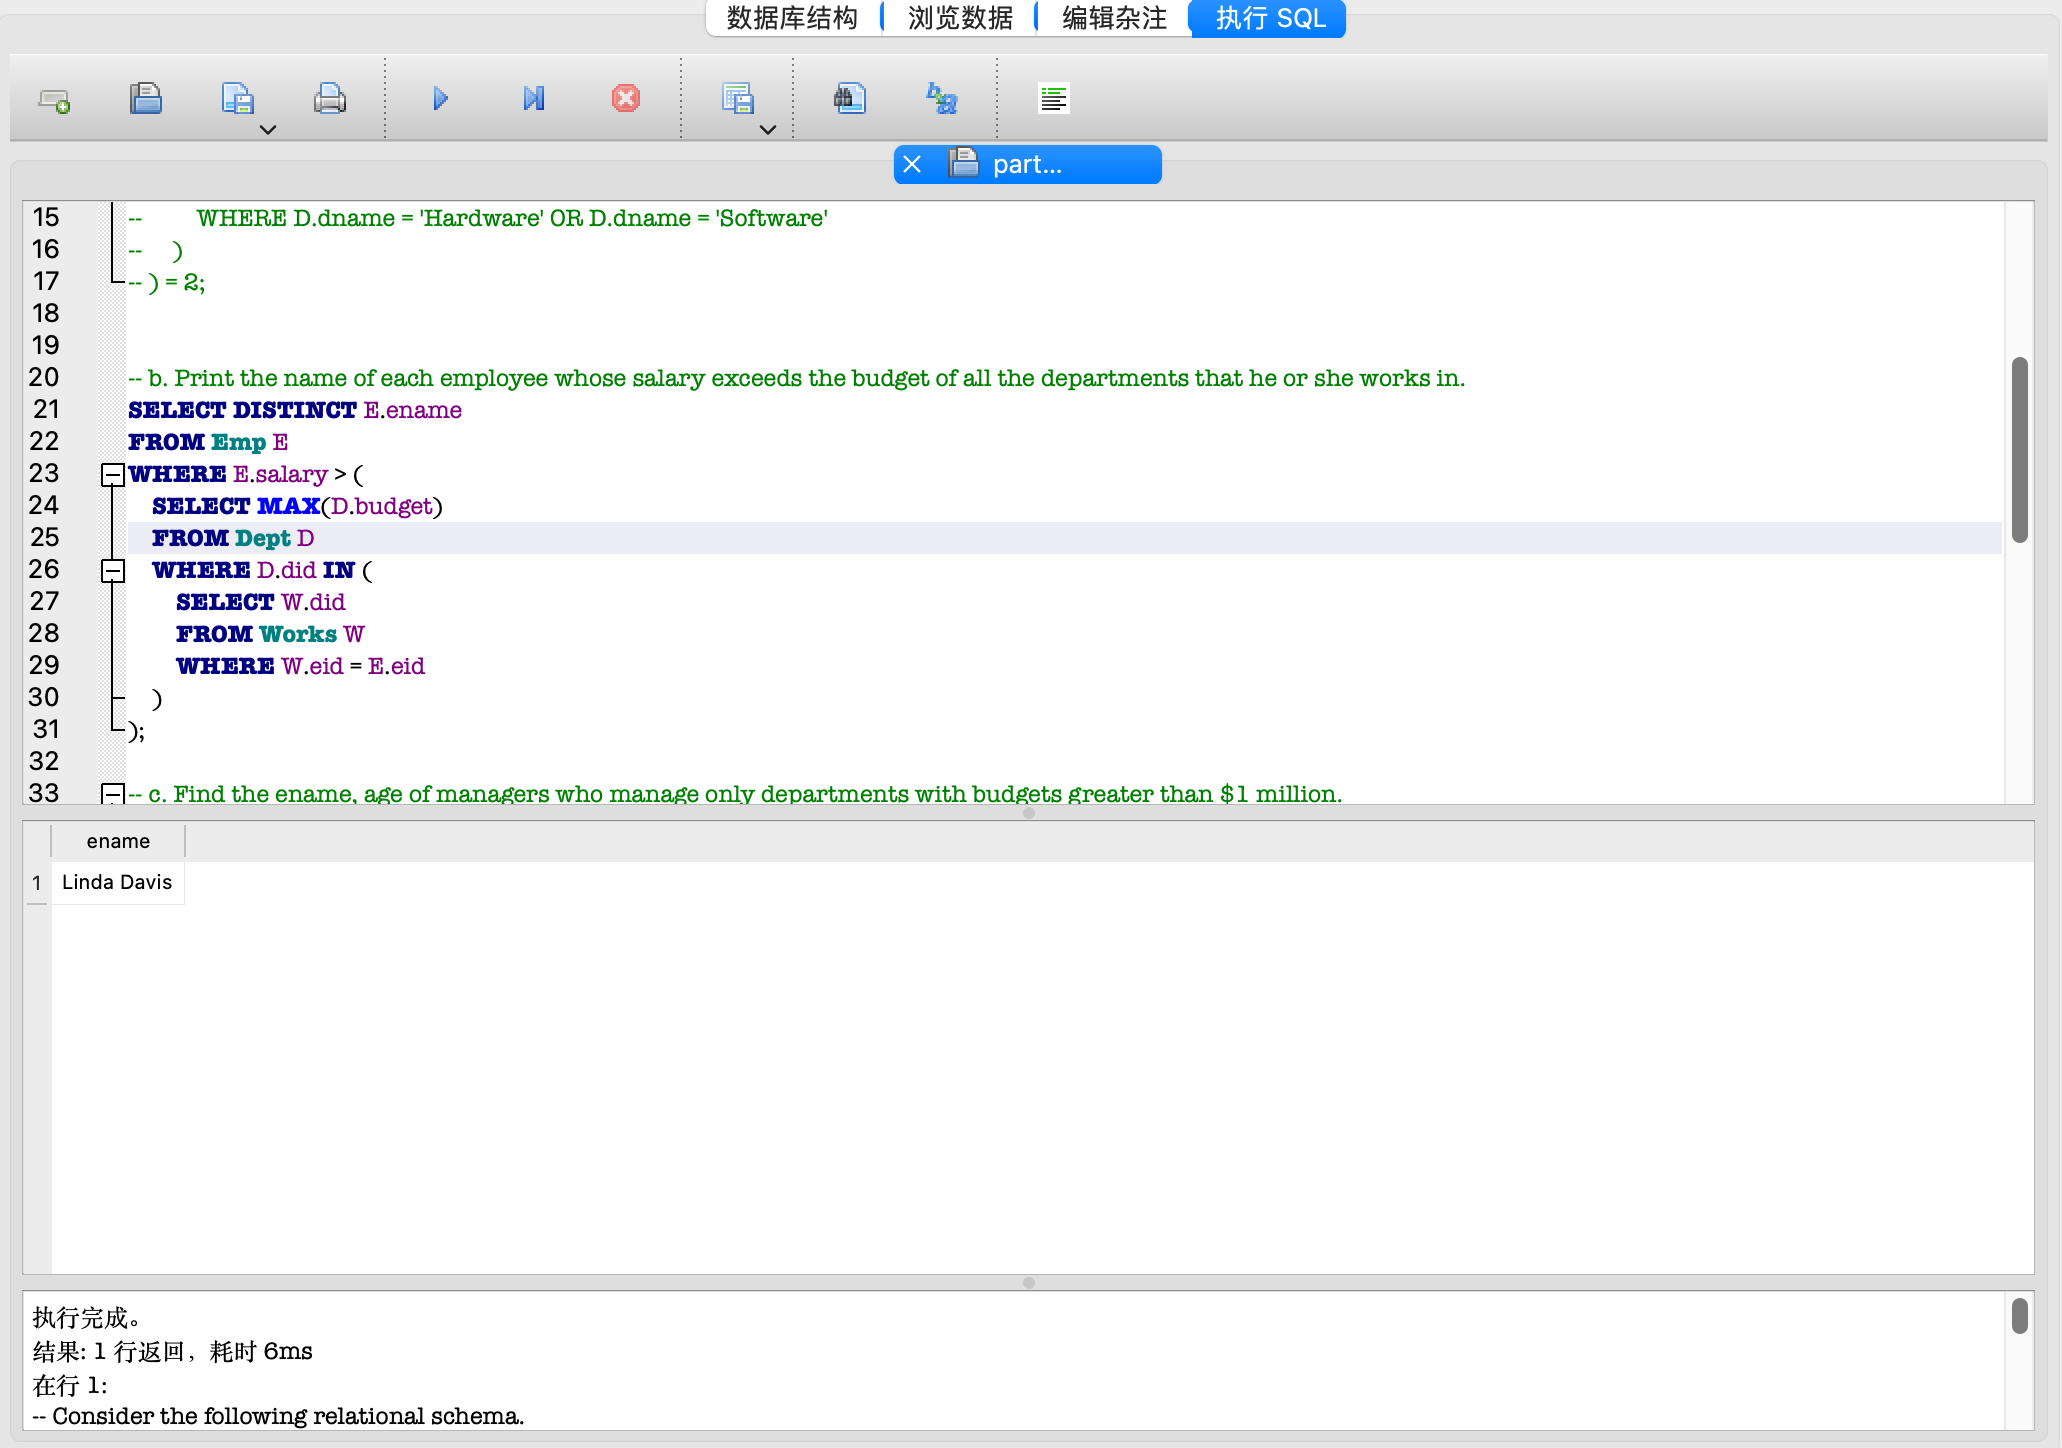 数据库结构 浏览数据 编辑杂注 执行 SQL
part...
15 -- WHERE D.dname = 'Hardware' OR D.dname = 'Software'
16 -- )
17 -- ) = 2;
18
19
20 -- b. Print the name of each employee whose salary exceeds the budget of all the departments that he or she works in.
21 SELECT DISTINCT E.ename
22 FROM Emp E
23 WHERE E.salary > (
24 SELECT MAX(D.budget)
25 FROM Dept D
26 WHERE D.did IN (
27 SELECT W.did
28 FROM Works W
29 WHERE W.eid = E.eid
30 )
31 );
32
33 -- c. Find the ename, age of managers who manage only departments with budgets greater than $1 million.
ename
1 Linda Davis
执行完成。
结果: 1 行返回，耗时 6ms
在行 1:
-- Consider the following relational schema.